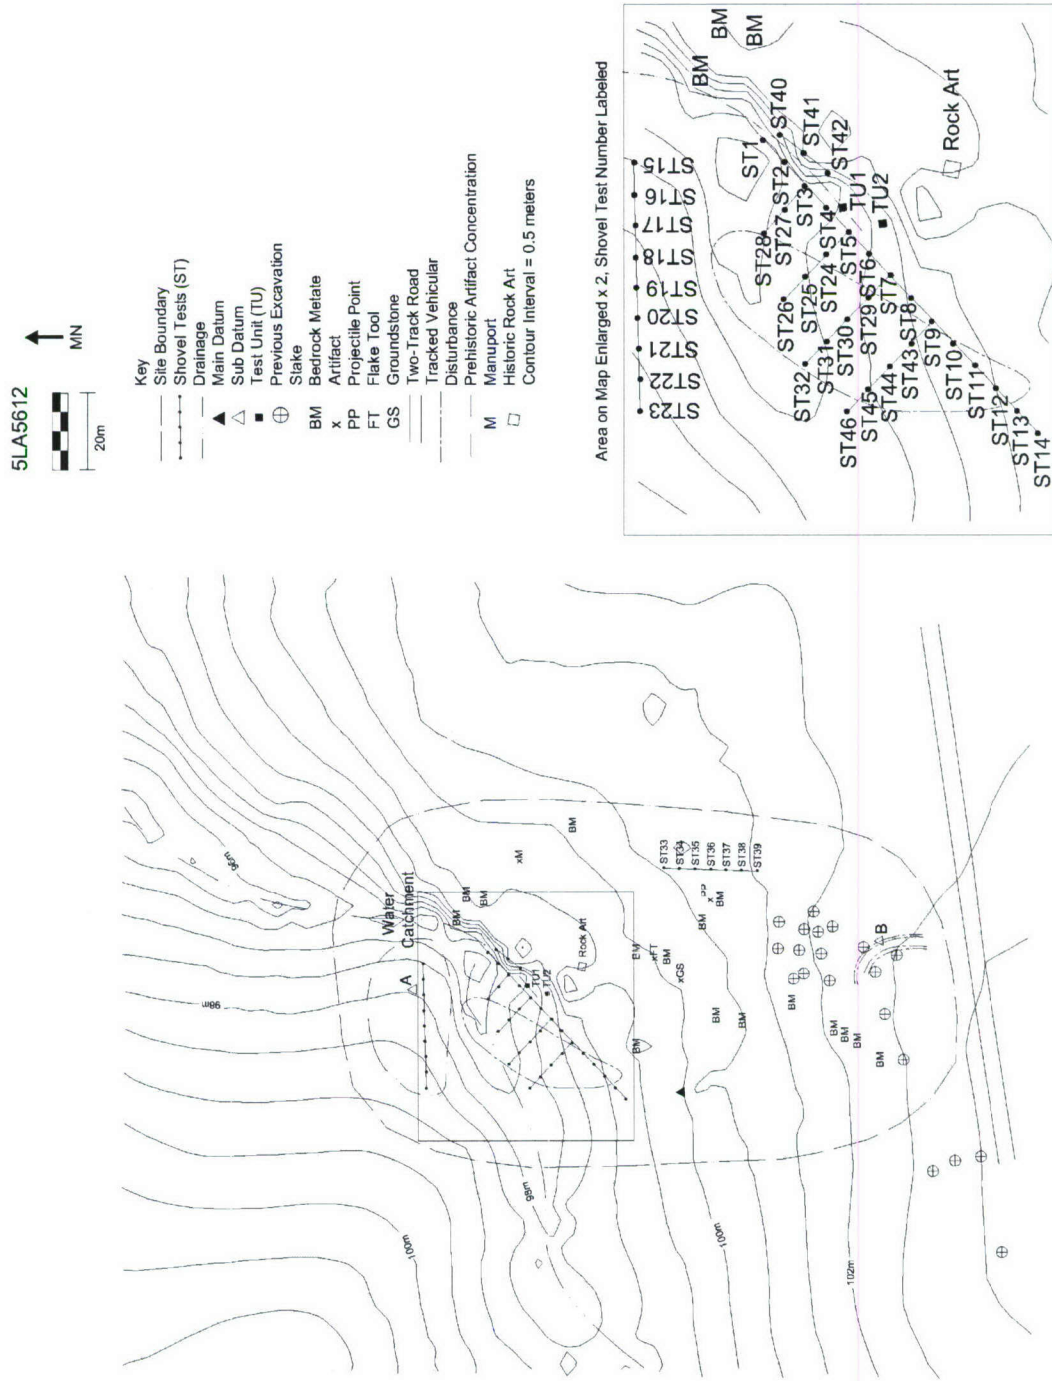 5LA5612
20m
MN
Key
Site Boundary
Shovel Tests (ST)
Drainage
Main Datum
Sub Datum
Test Unit (TU)
Previous Excavation
Stake
BM Bedrock Metate
x Artifact
PP Projectile Point
FT Flake Tool
GS Groundstone
Two-Track Road
Tracked Vehicular
Disturbance
Prehistoric Artifact Concentration
M Manuport
Historic Rock Art
Contour Interval = 0.5 meters
Area on Map Enlarged x 2, Shovel Test Number Labeled
ST23
ST22
ST21
ST20
ST19
ST18
ST17
ST16
ST15
BM
BM
BM
ST1
ST40
ST2
ST41
ST28
ST27
ST3
ST42
ST26
ST25
ST24
ST4
TU1
ST32
ST31
ST30
ST5
TU2
ST46
ST45
ST29
ST6
ST44
ST7
ST43
ST8
ST9
ST10
ST11
ST12
ST13
ST14
Rock Art
96m
Water
Catchment
A
98m
BM
BM
BM
xM
BM
TU1
TU2
Rock Art
98m
100m
BM
BM
xFT
BM
xGS
BM
BM
BM
PP
x
BM
ST33
ST34
ST35
ST36
ST37
ST38
ST39
100m
BM
BM
BM
BM
BM
B
102m